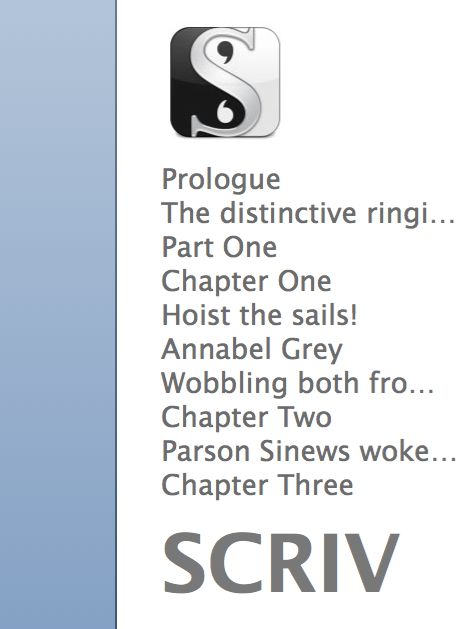 Prologue
The distinctive ringi…
Part One
Chapter One
Hoist the sails!
Annabel Grey
Wobbling both fro…
Chapter Two
Parson Sinews woke…
Chapter Three
SCRIV